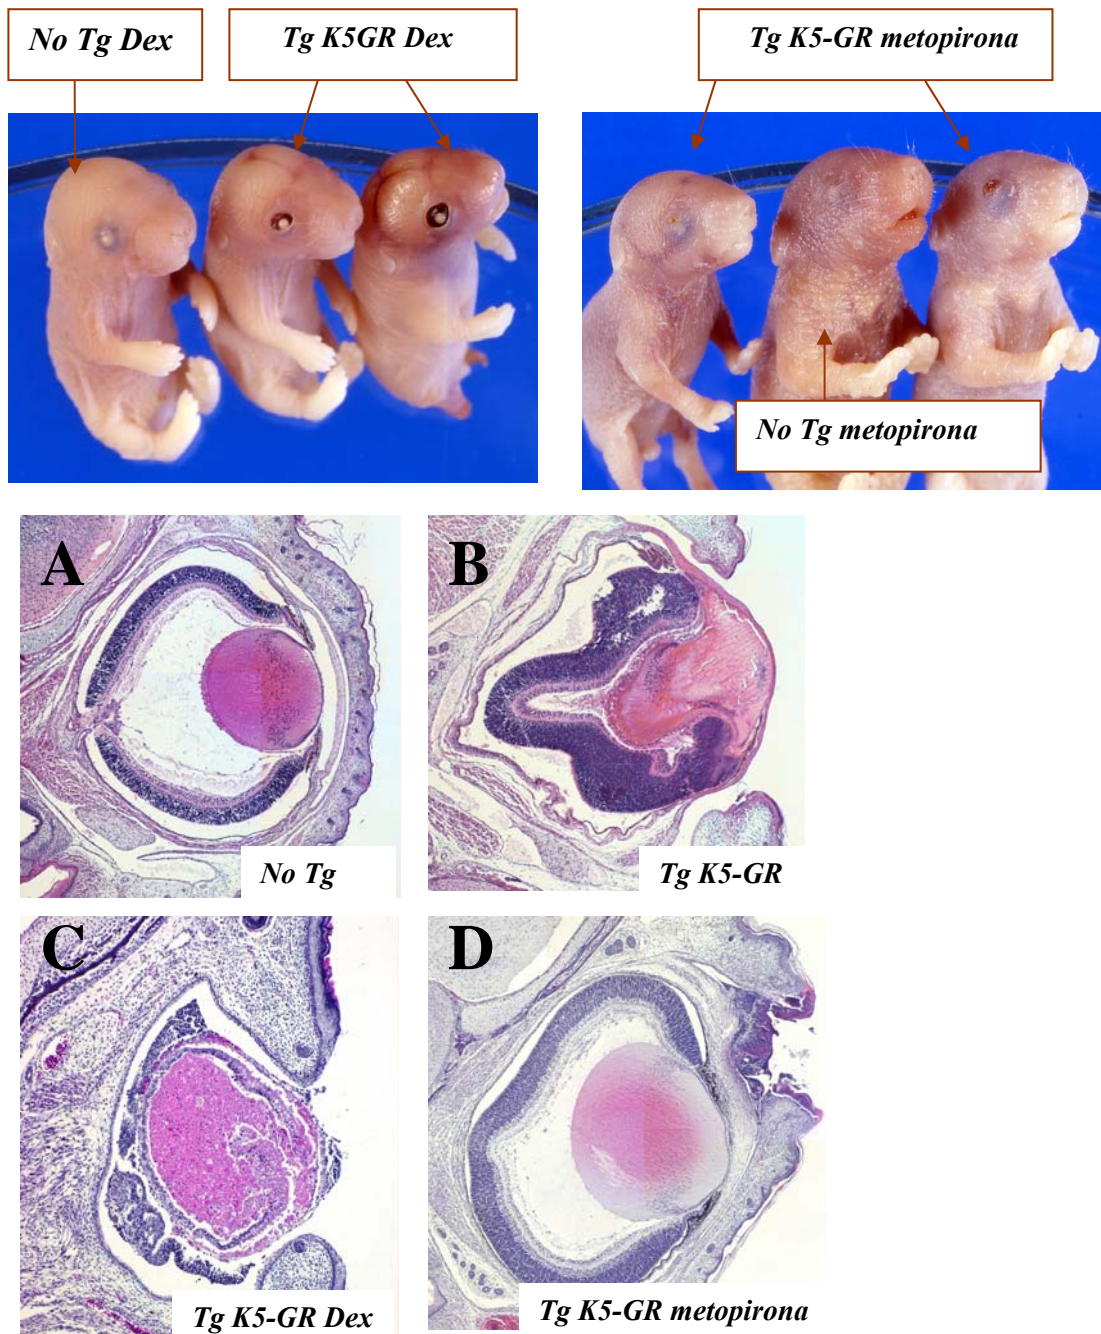 No Tg Dex
Tg K5GR Dex
Tg K5-GR metopirona
No Tg metopirona
A
No Tg
B
Tg K5-GR
C
Tg K5-GR Dex
D
Tg K5-GR metopirona